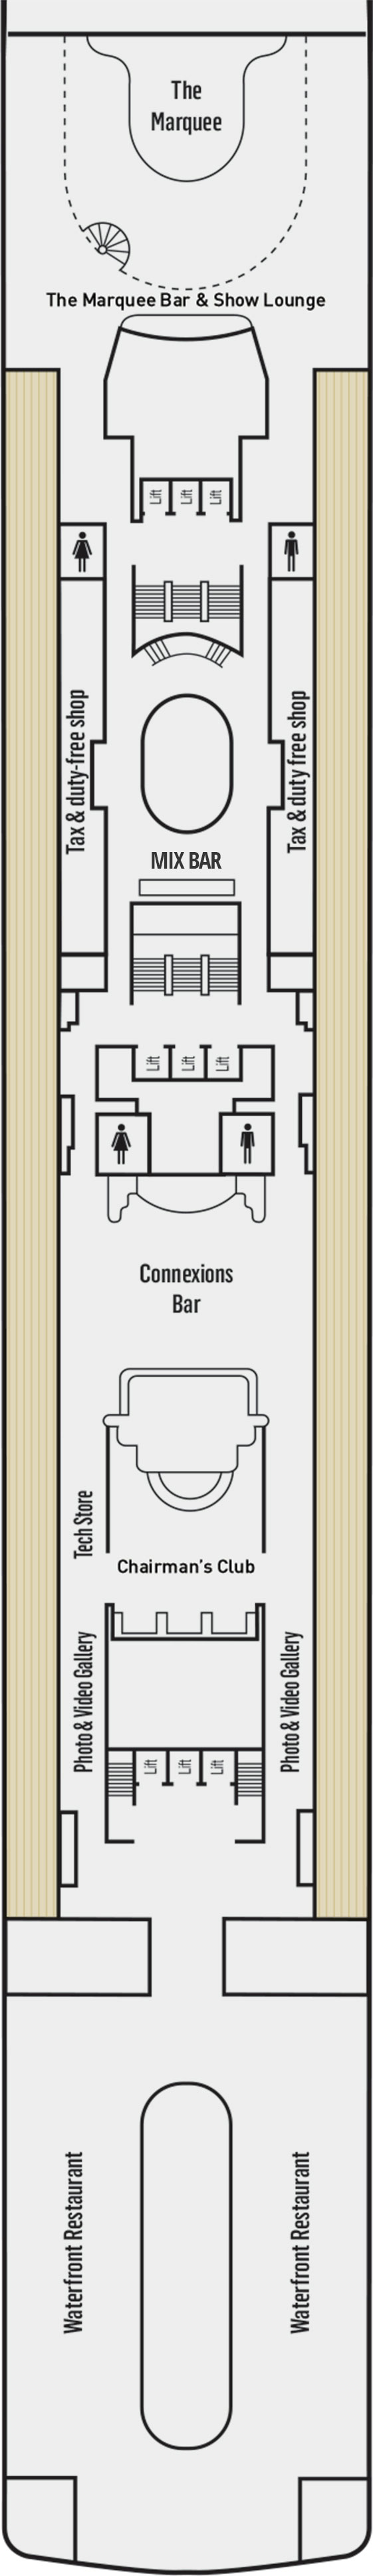 The
Marquee
The Marquee Bar & Show Lounge
Lift Lift Lift
Tax & duty-free shop
Tax & duty free shop
MIX BAR
Lift Lift Lift
Connexions
Bar
Tech Store
Chairman's Club
Photo & Video Gallery
Photo & Video Gallery
Lift Lift Lift
Waterfront Restaurant
Waterfront Restaurant